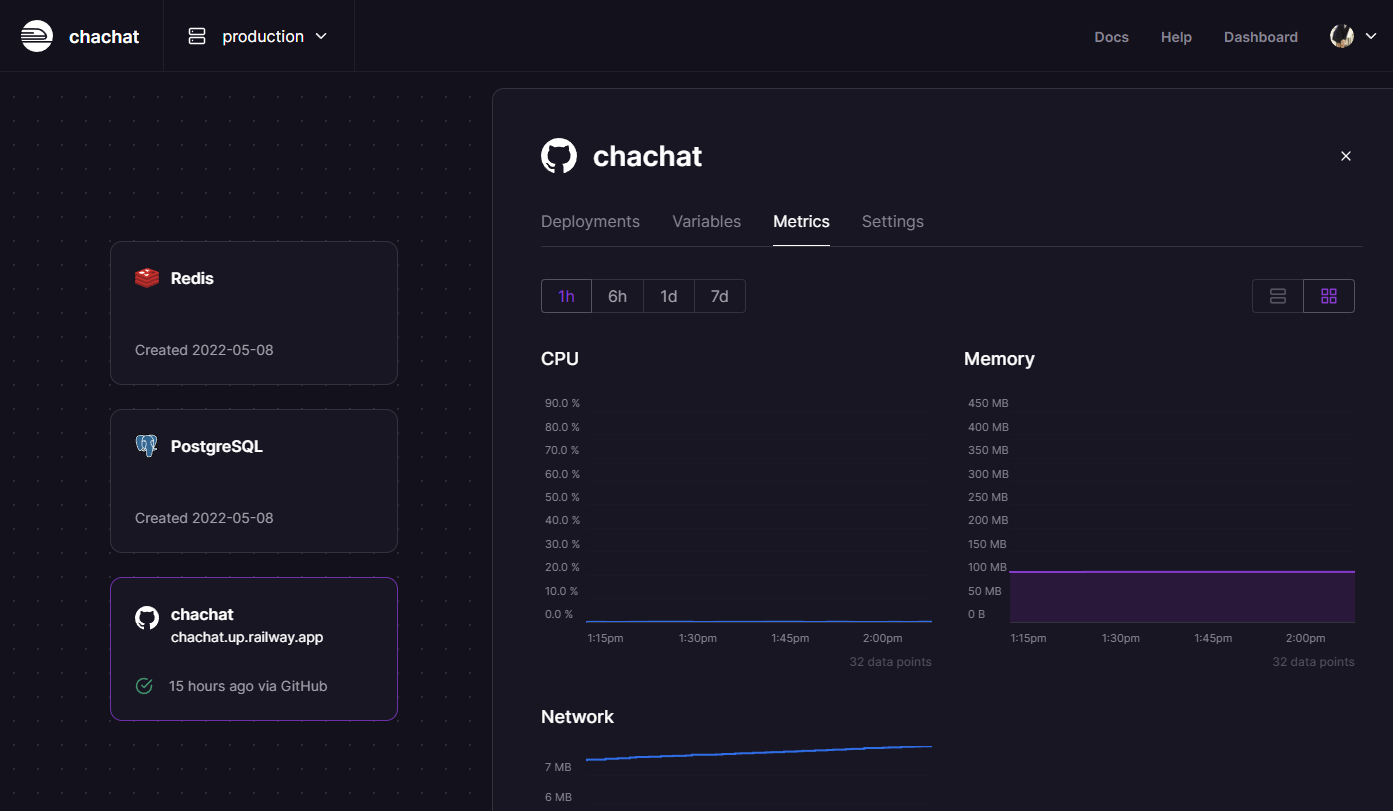 chachat
production
Docs Help Dashboard
Redis
Created 2022-05-08
PostgreSQL
Created 2022-05-08
chachat
chachat.up.railway.app
15 hours ago via GitHub
chachat
Deployments Variables Metrics Settings
1h 6h 1d 7d
CPU
90.0 %
80.0 %
70.0 %
60.0 %
50.0 %
40.0 %
30.0 %
20.0 %
10.0 %
0.0 %
1:15pm 1:30pm 1:45pm 2:00pm
32 data points
Memory
450 MB
400 MB
350 MB
300 MB
250 MB
200 MB
150 MB
100 MB
50 MB
0 B
1:15pm 1:30pm 1:45pm 2:00pm
32 data points
Network
7 MB
6 MB